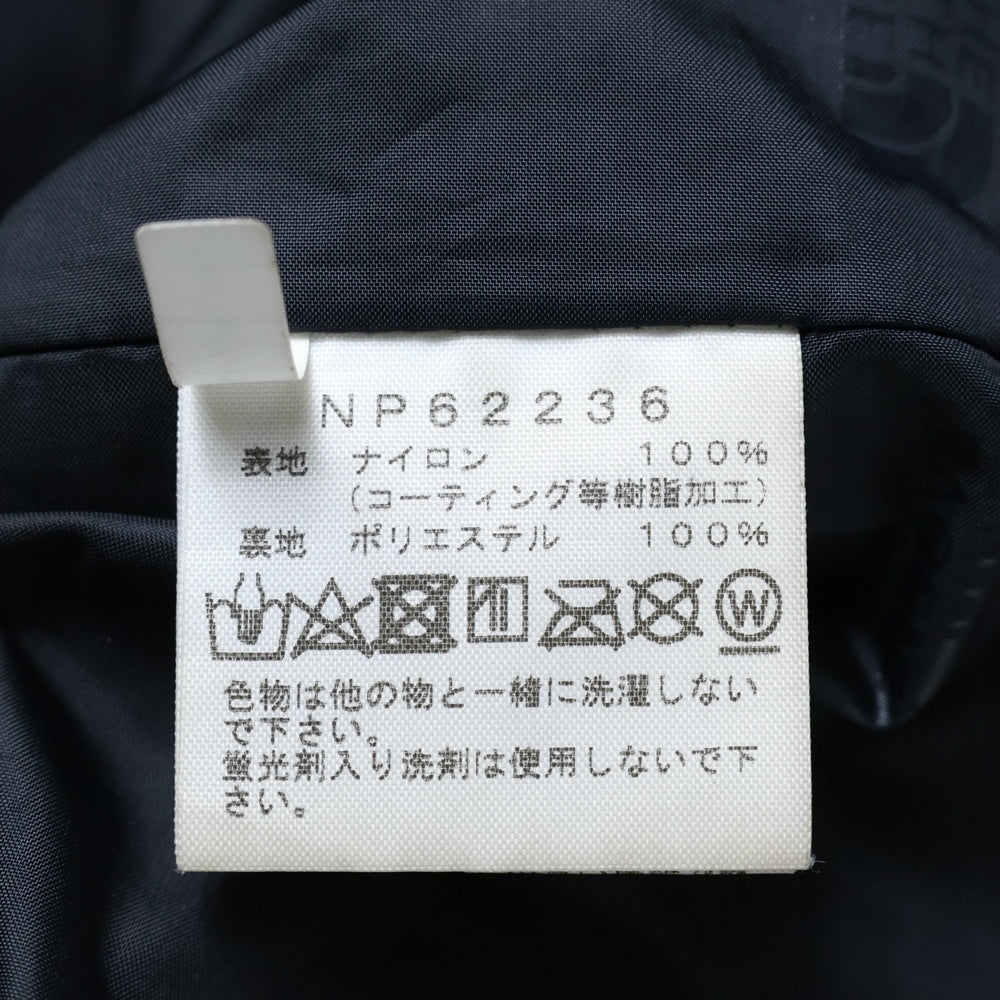 NP62236
表地 ナイロン 100%
(コーティング等樹脂加工)
裏地 ポリエステル 100%
W
色物は他の物と一緒に洗濯しない
で下さい。
蛍光剤入り洗剤は使用しないで下
さい。